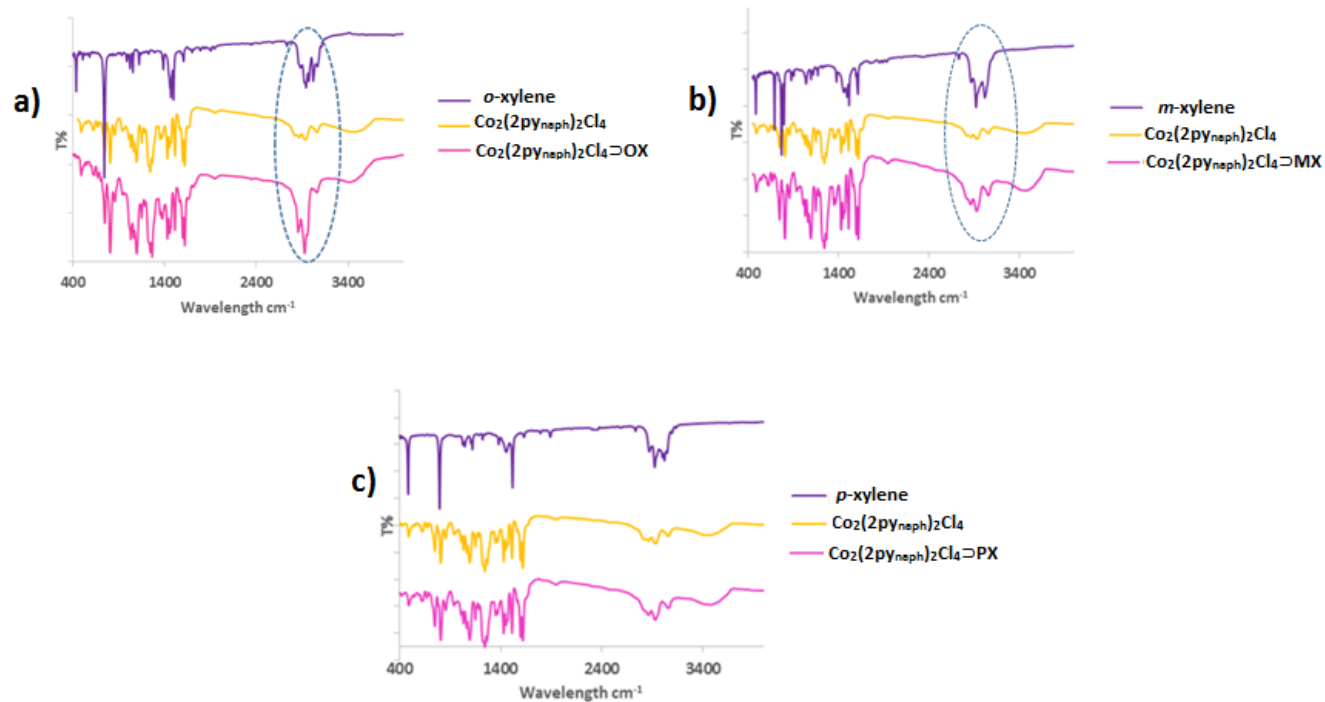 a)
T%
400 1400 2400 3400
Wavelength cm⁻¹
o-xylene
Co₂(2pyₙₐₚₕ)₂Cl₄
Co₂(2pyₙₐₚₕ)₂Cl₄⊃OX
b)
T%
400 1400 2400 3400
Wavelength cm⁻¹
m-xylene
Co₂(2pyₙₐₚₕ)₂Cl₄
Co₂(2pyₙₐₚₕ)₂Cl₄⊃MX
c)
T%
400 1400 2400 3400
Wavelength cm⁻¹
p-xylene
Co₂(2pyₙₐₚₕ)₂Cl₄
Co₂(2pyₙₐₚₕ)₂Cl₄⊃PX